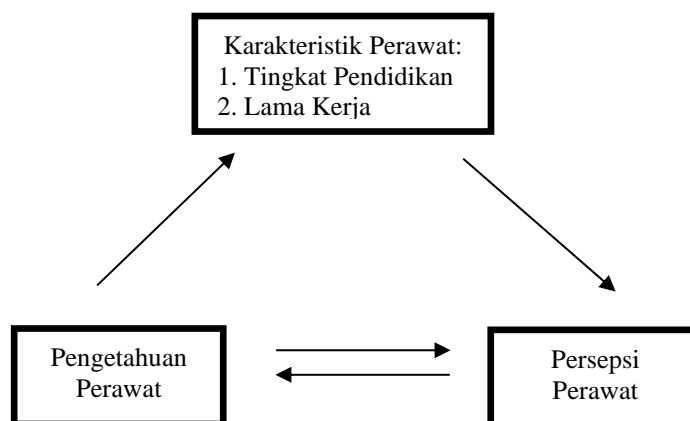 Karakteristik Perawat:
1. Tingkat Pendidikan
2. Lama Kerja
Pengetahuan
Perawat
Persepsi
Perawat